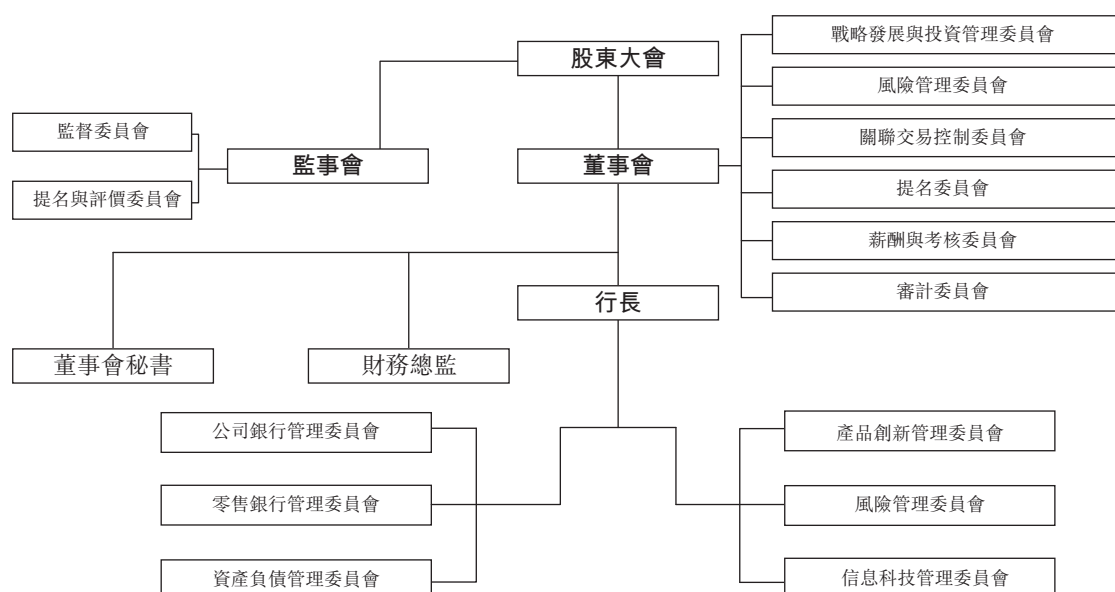 戰略發展與投資管理委員會
股東大會
風險管理委員會
監督委員會
關聯交易控制委員會
監事會
董事會
提名與評價委員會
提名委員會
薪酬與考核委員會
審計委員會
行長
董事會秘書
財務總監
公司銀行管理委員會
產品創新管理委員會
零售銀行管理委員會
風險管理委員會
資產負債管理委員會
信息科技管理委員會